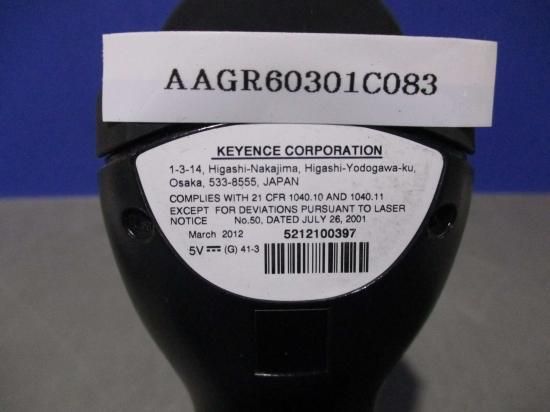 AAGR60301C083
KEYENCE CORPORATION
1-3-14, Higashi-Nakajima, Higashi-Yodogawa-ku,
Osaka, 533-8555, JAPAN
COMPLIES WITH 21 CFR 1040.10 AND 1040.11
EXCEPT FOR DEVIATIONS PURSUANT TO LASER
NOTICE No.50, DATED JULY 26, 2001
March 2012 5212100397
5V⎓ (G) 41-3